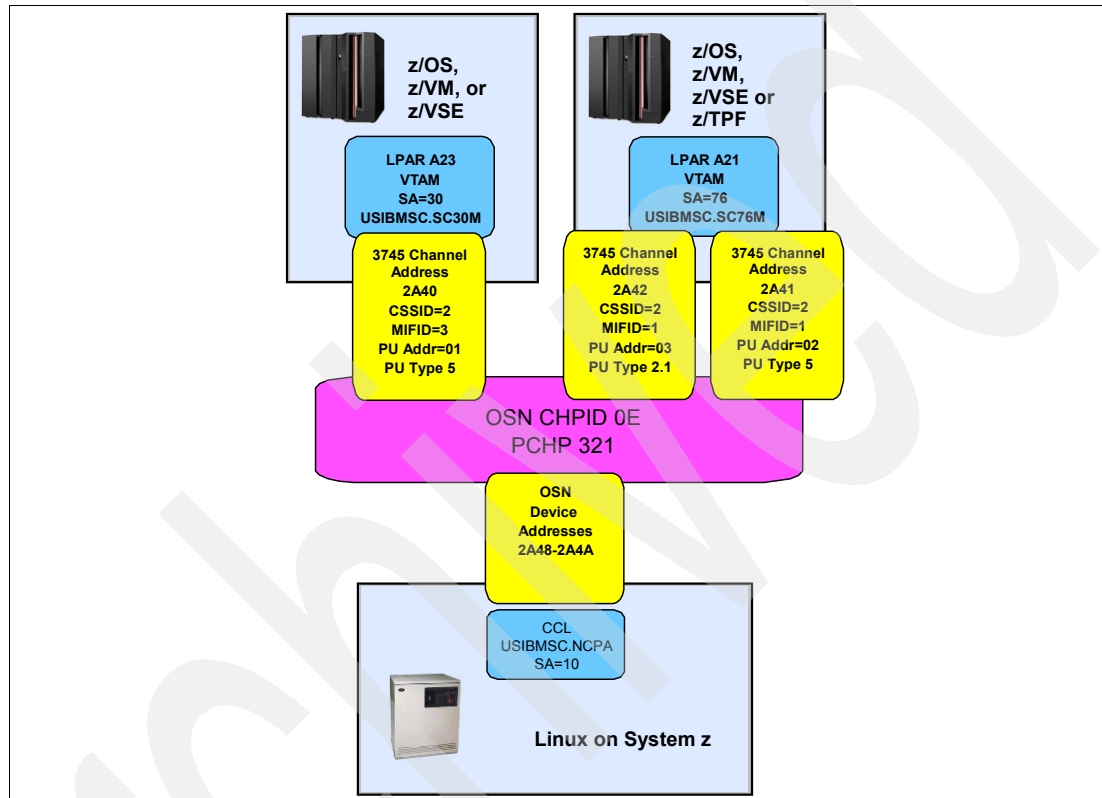 z/OS,
z/VM, or
z/VSE
LPAR A23
VTAM
SA=30
USIBMSC.SC30M
3745 Channel
Address
2A40
CSSID=2
MIFID=3
PU Addr=01
PU Type 5
z/OS,
z/VM,
z/VSE or
z/TPF
LPAR A21
VTAM
SA=76
USIBMSC.SC76M
3745 Channel
Address
2A42
CSSID=2
MIFID=1
PU Addr=03
PU Type 2.1
3745 Channel
Address
2A41
CSSID=2
MIFID=1
PU Addr=02
PU Type 5
OSN CHPID 0E
PCHP 321
OSN
Device
Addresses
2A48-2A4A
CCL
USIBMSC.NCPA
SA=10
Linux on System z